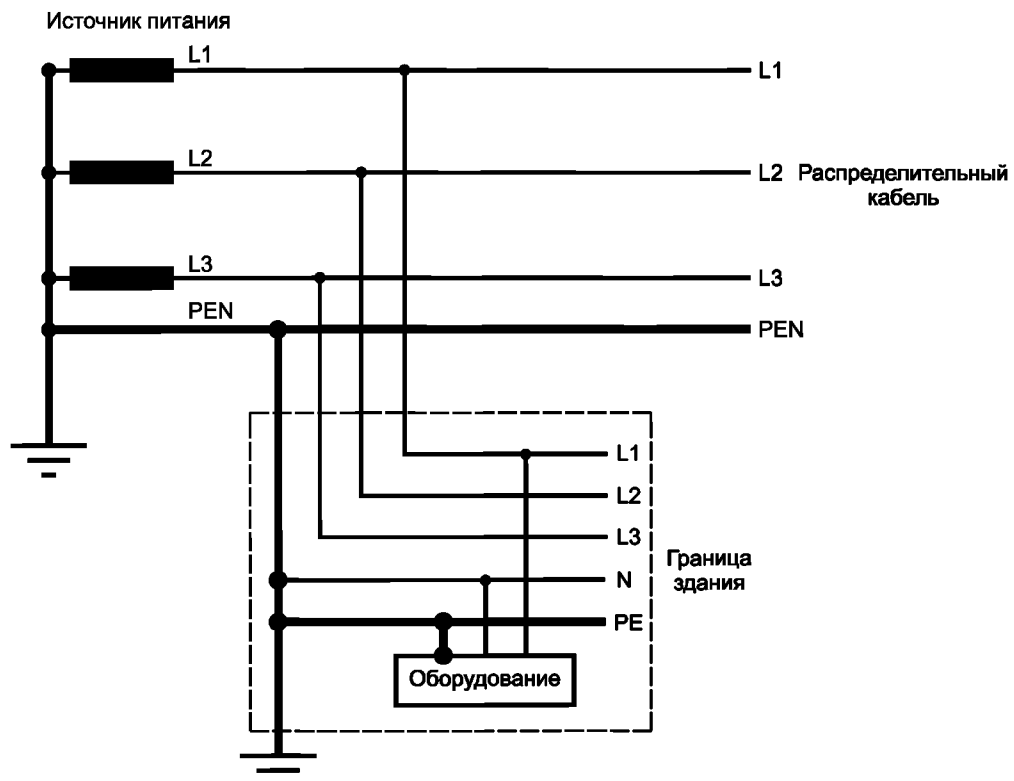 Источник питания
L1
L1
L2
L2
Распределительный
кабель
L3
L3
PEN
PEN
L1
L2
L3
Граница
здания
N
PE
Оборудование